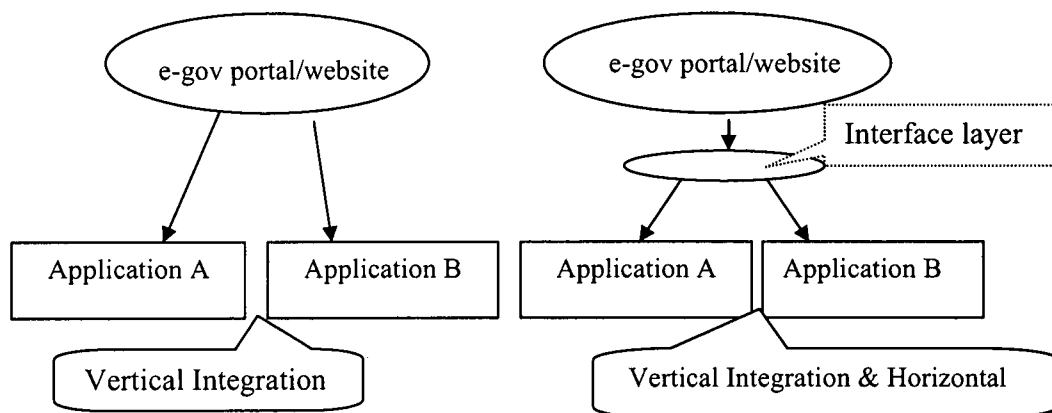 e-gov portal/website
Application A
Application B
Vertical Integration
e-gov portal/website
Interface layer
Application A
Application B
Vertical Integration & Horizontal